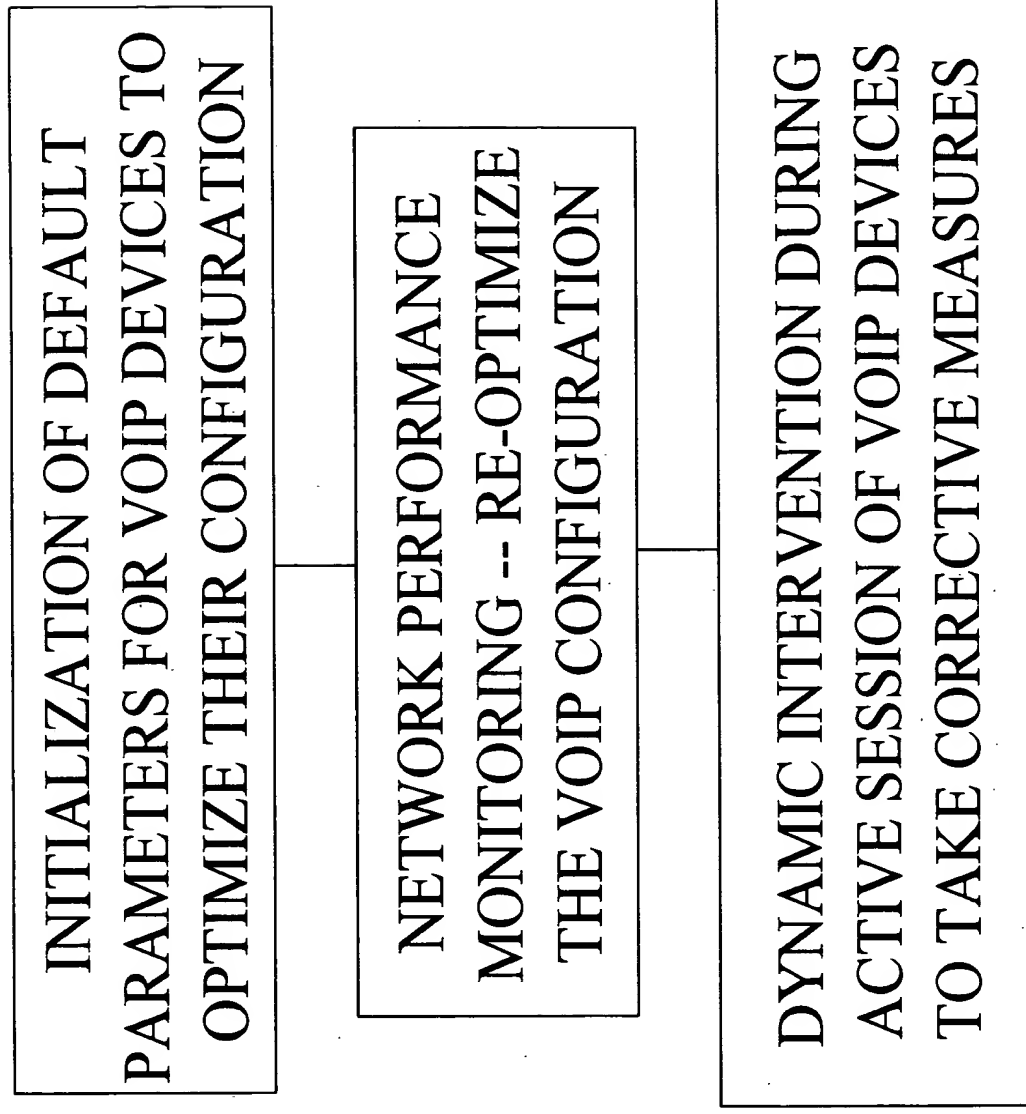 INITIALIZATION OF DEFAULT
PARAMETERS FOR VOIP DEVICES TO
OPTIMIZE THEIR CONFIGURATION
NETWORK PERFORMANCE
MONITORING -- RE-OPTIMIZE
THE VOIP CONFIGURATION
DYNAMIC INTERVENTION DURING
ACTIVE SESSION OF VOIP DEVICES
TO TAKE CORRECTIVE MEASURES